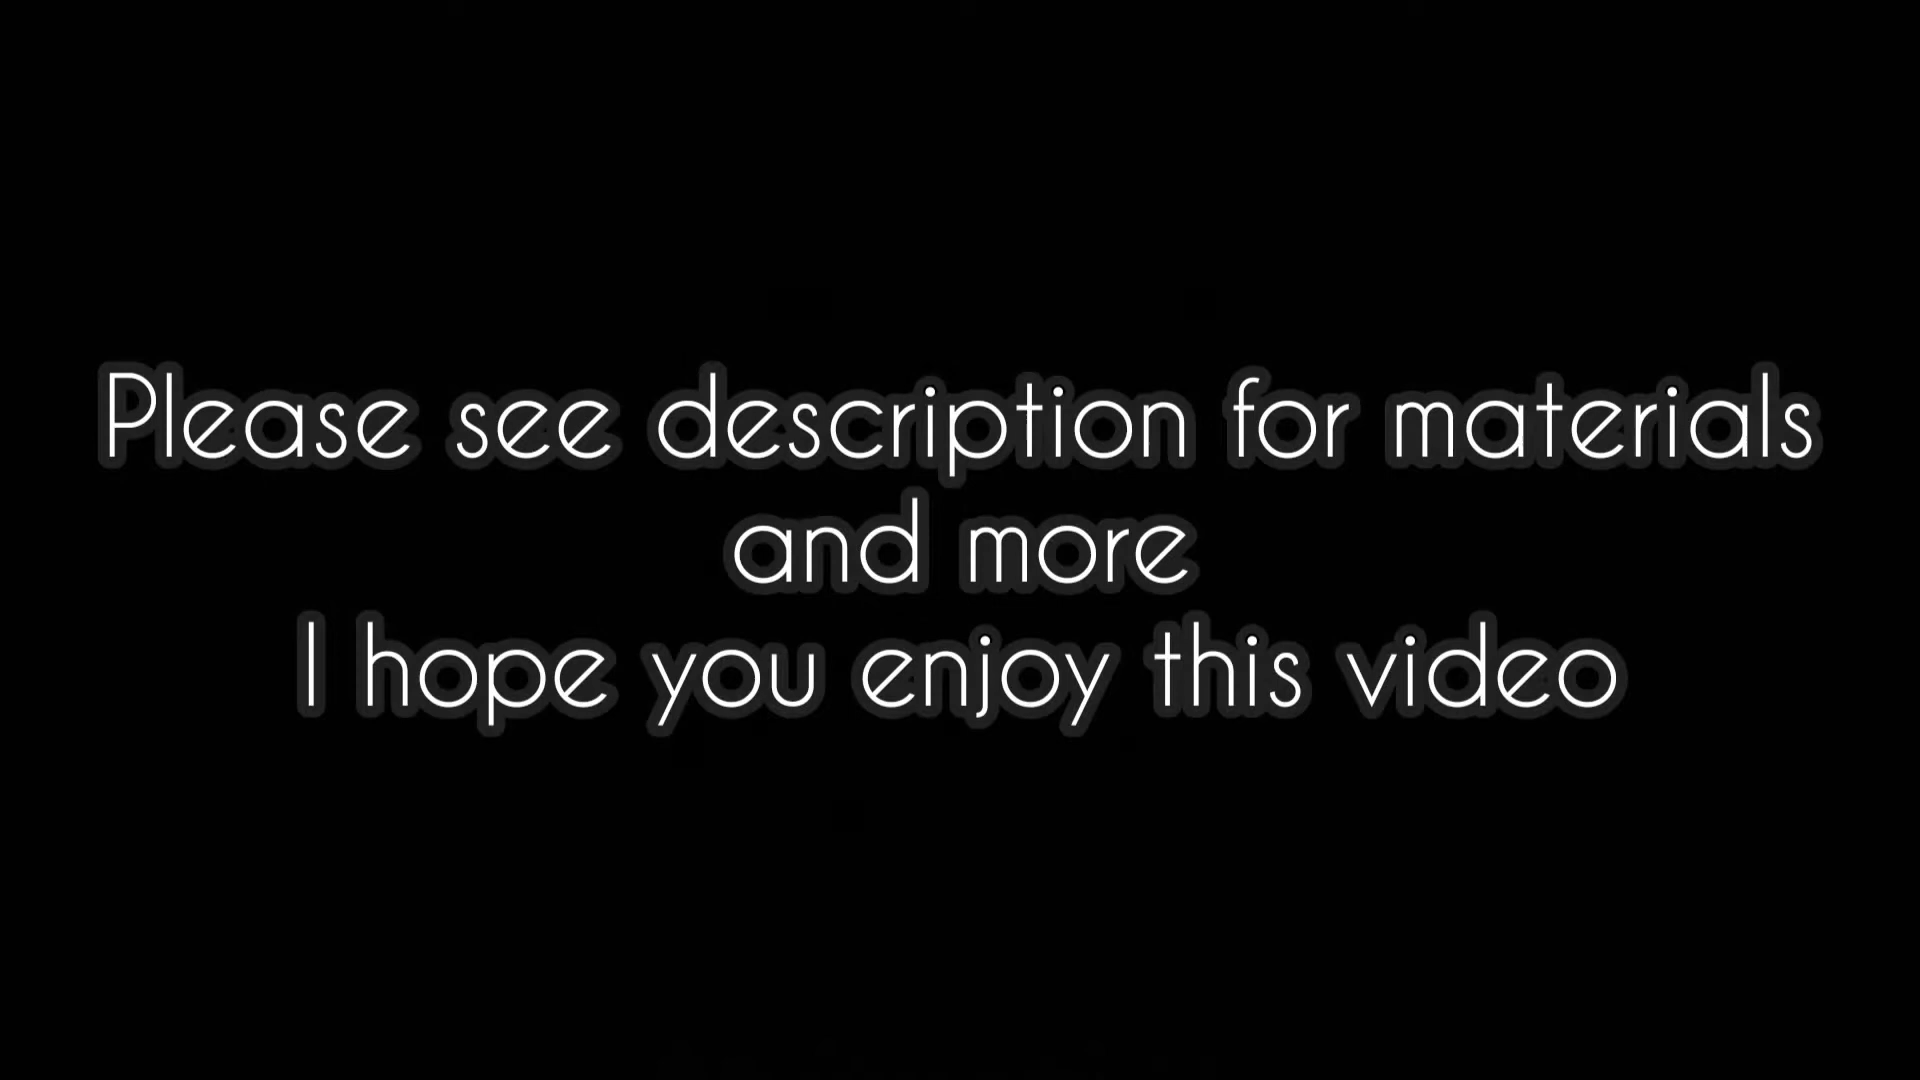 Please see description for materials
and more
I hope you enjoy this video